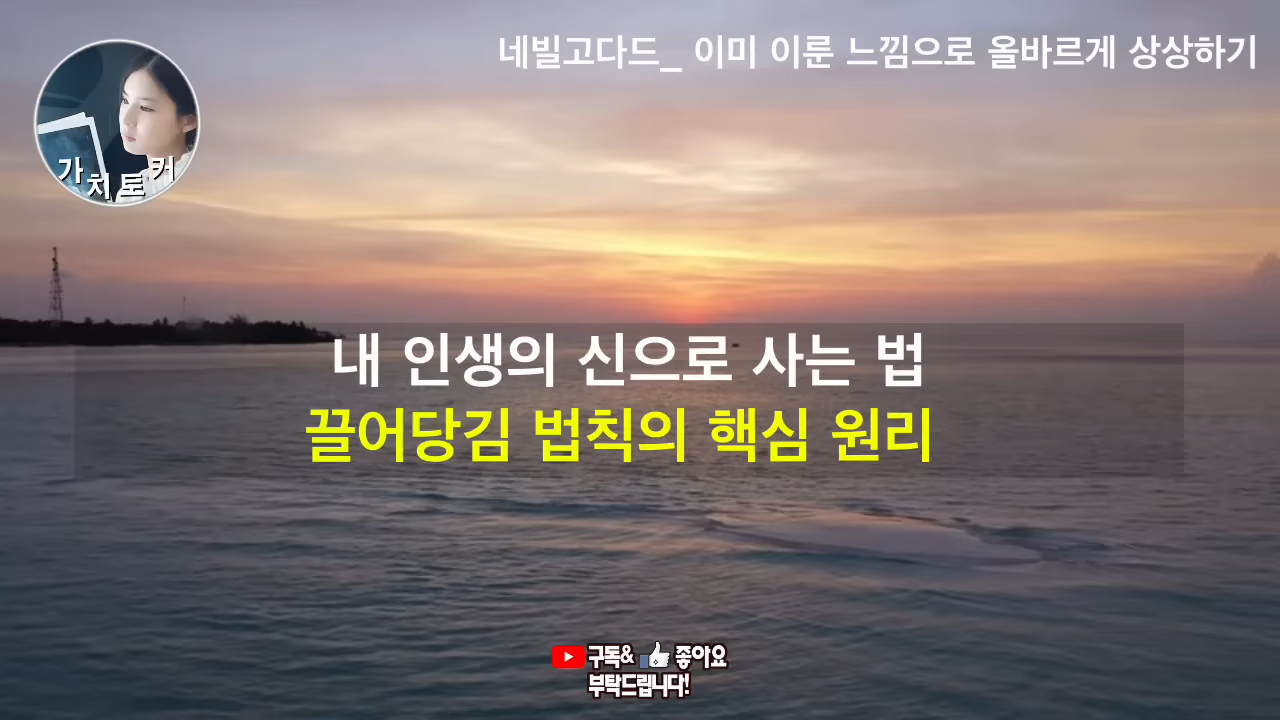 네빌고다드_ 이미 이룬 느낌으로 올바르게 상상하기
가치토커
내 인생의 신으로 사는 법
끌어당김 법칙의 핵심 원리
구독& 좋아요
부탁드립니다!